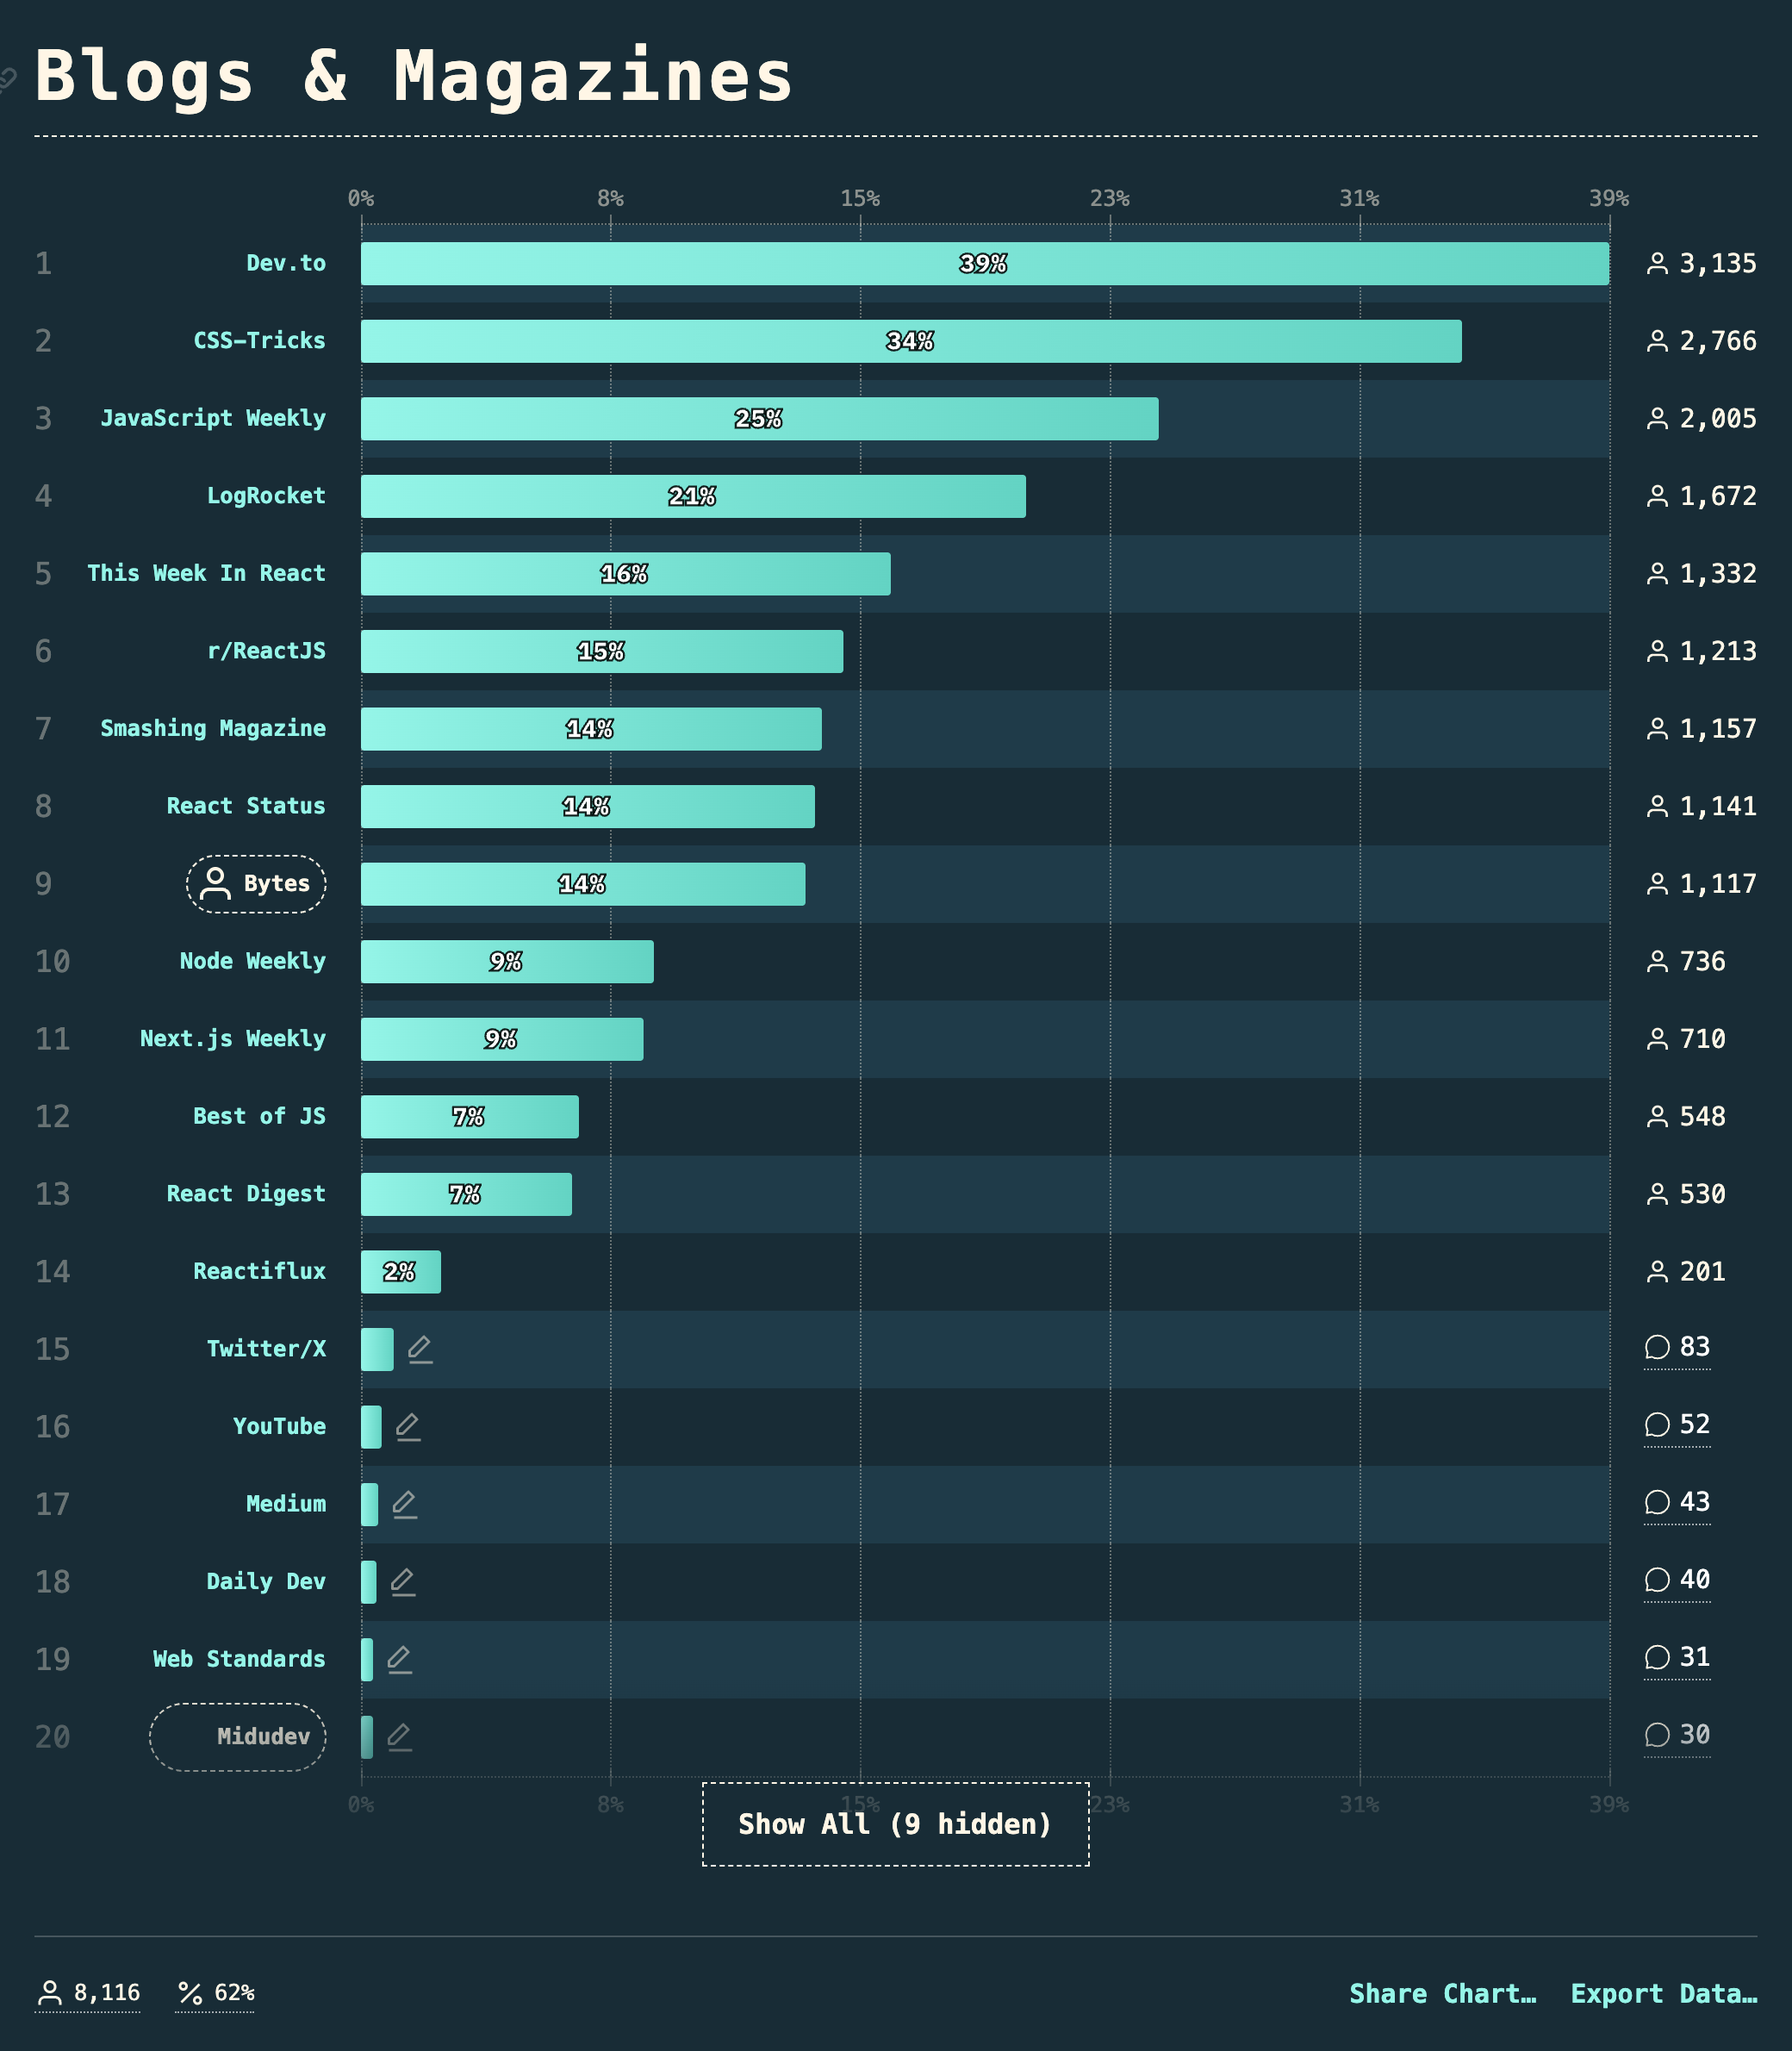 Blogs & Magazines
0% 8% 15% 23% 31% 39%
1 Dev.to 39% 3,135
2 CSS-Tricks 34% 2,766
3 JavaScript Weekly 25% 2,005
4 LogRocket 21% 1,672
5 This Week In React 16% 1,332
6 r/ReactJS 15% 1,213
7 Smashing Magazine 14% 1,157
8 React Status 14% 1,141
9 Bytes 14% 1,117
10 Node Weekly 9% 736
11 Next.js Weekly 9% 710
12 Best of JS 7% 548
13 React Digest 7% 530
14 Reactiflux 2% 201
15 Twitter/X 83
16 YouTube 52
17 Medium 43
18 Daily Dev 40
19 Web Standards 31
20 Midudev 30
0% 8% 15% 23% 31% 39%
Show All (9 hidden)
8,116 % 62% Share Chart… Export Data…